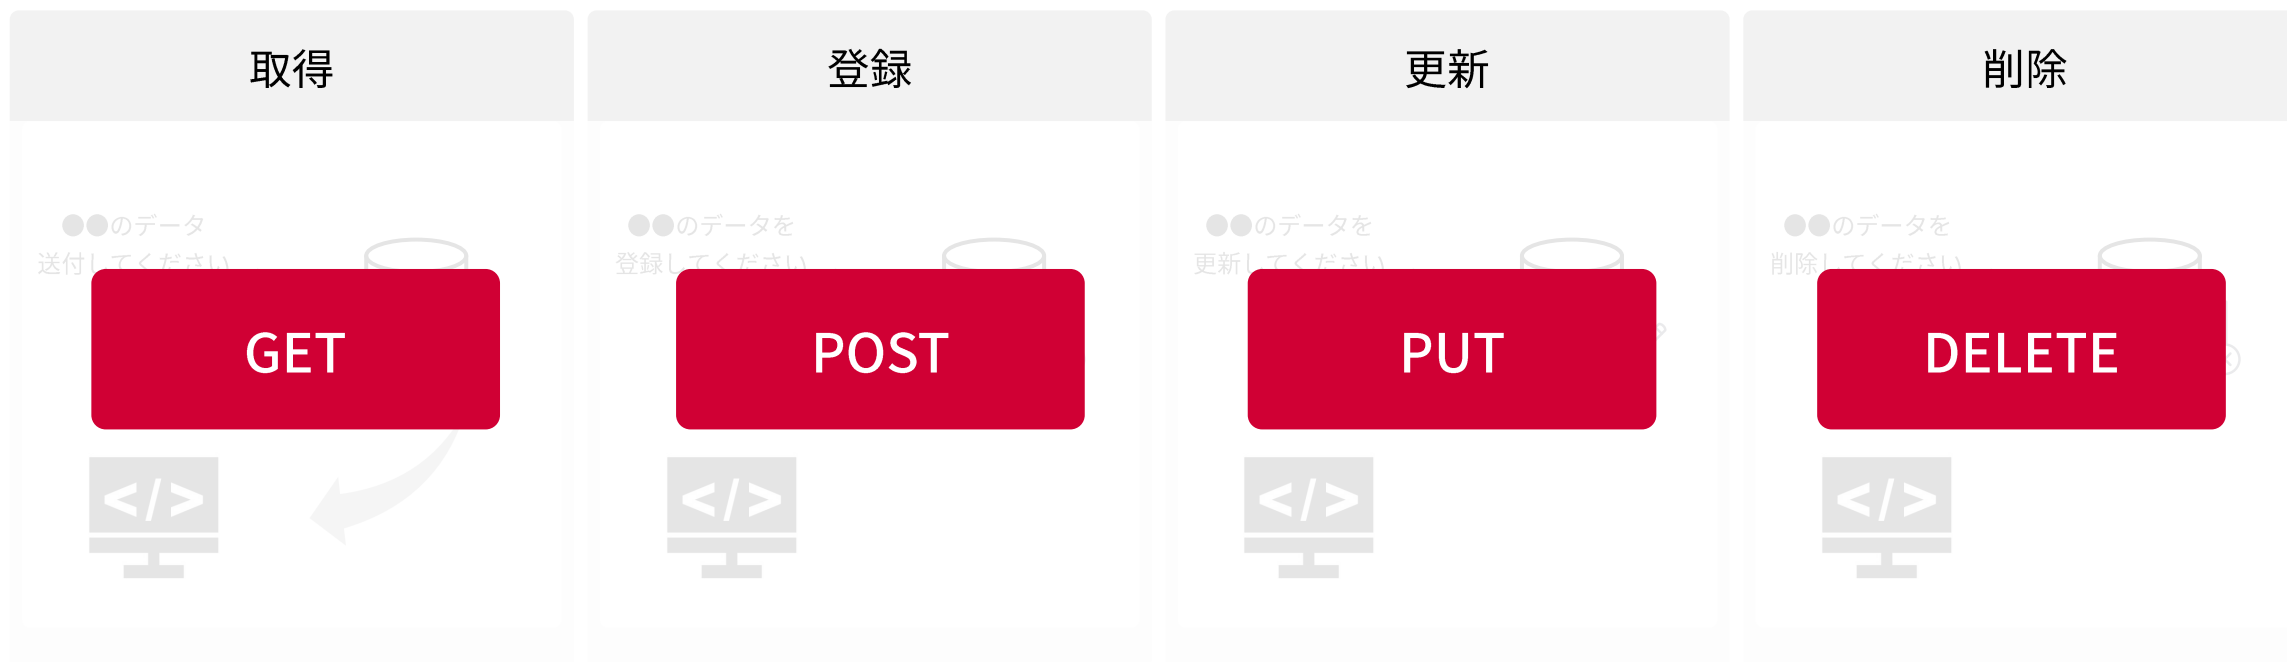 取得
●●のデータ
送付してください
GET
</>
登録
●●のデータを
登録してください
POST
</>
更新
●●のデータを
更新してください
PUT
</>
削除
●●のデータを
削除してください
DELETE
</>